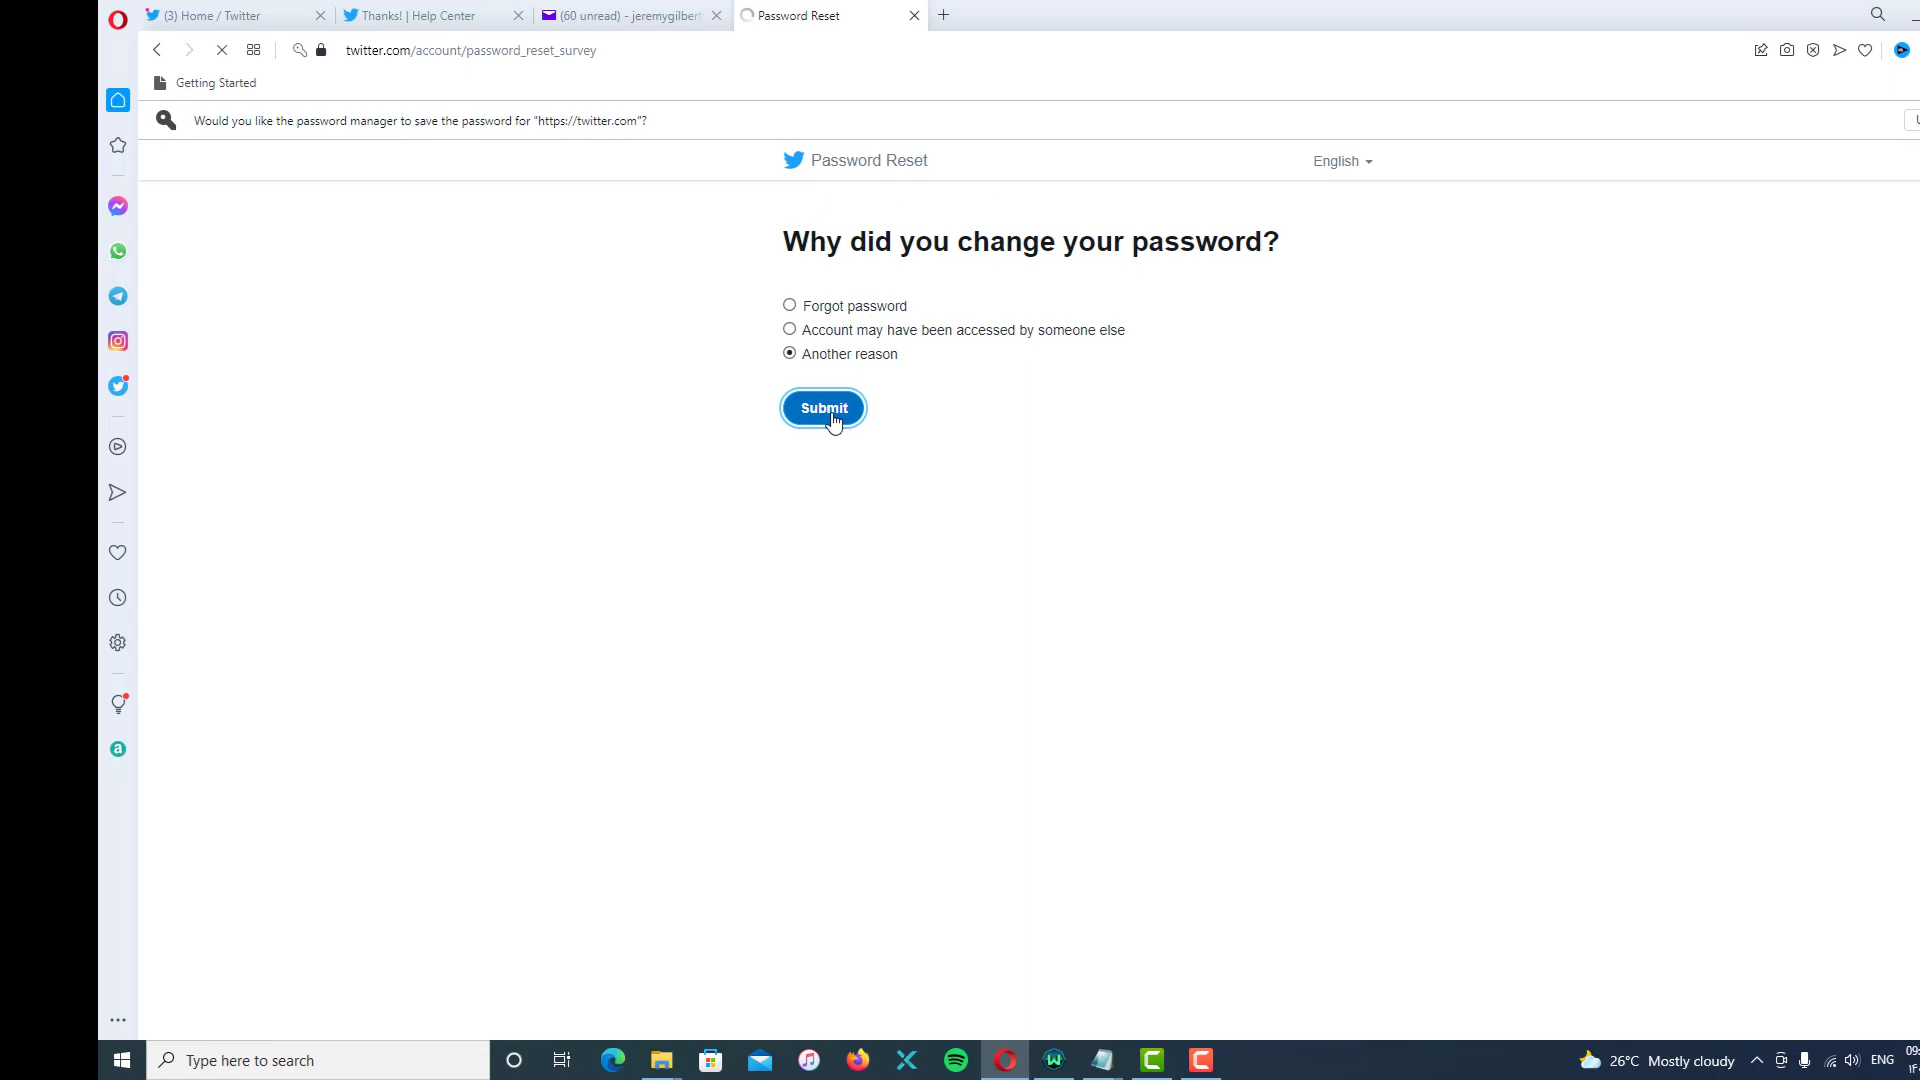 (3) Home / Twitter
Thanks! | Help Center
(60 unread) - jeremygilbert
Password Reset
twitter.com/account/password_reset_survey
Getting Started
Would you like the password manager to save the password for "https://twitter.com"?
Password Reset
English
Why did you change your password?
Forgot password
Account may have been accessed by someone else
Another reason
Submit
Type here to search
26°C Mostly cloudy
ENG